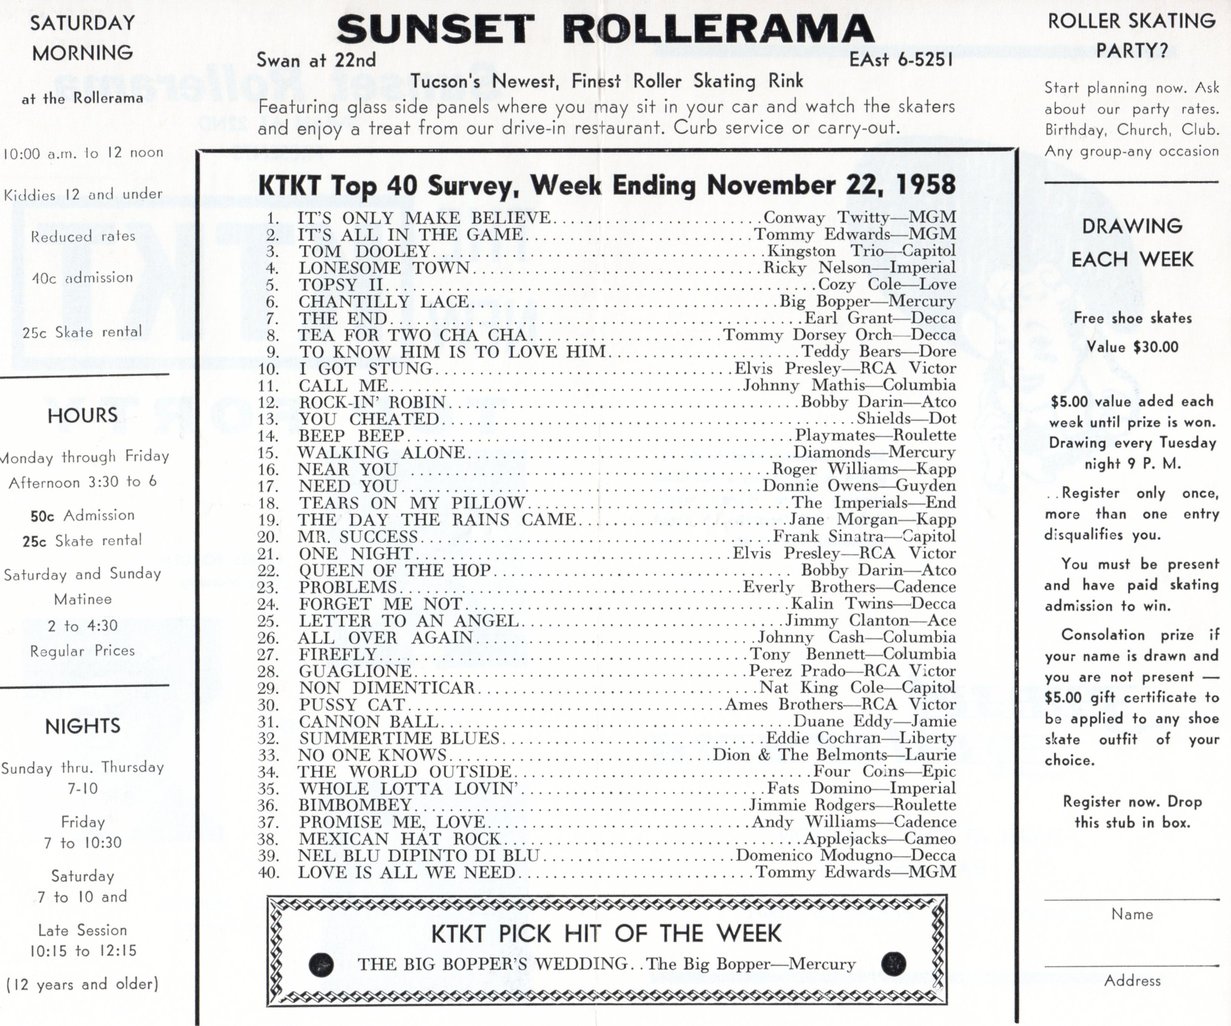 SATURDAY
MORNING
at the Rollerama
10:00 a.m. to 12 noon
Kiddies 12 and under
Reduced rates
40c admission
25c Skate rental
HOURS
Monday through Friday
Afternoon 3:30 to 6
50c Admission
25c Skate rental
Saturday and Sunday
Matinee
2 to 4:30
Regular Prices
NIGHTS
Sunday thru. Thursday
7-10
Friday
7 to 10:30
Saturday
7 to 10 and
Late Session
10:15 to 12:15
(12 years and older)
SUNSET ROLLERAMA
Swan at 22nd EAst 6-5251
Tucson's Newest, Finest Roller Skating Rink
Featuring glass side panels where you may sit in your car and watch the skaters
and enjoy a treat from our drive-in restaurant. Curb service or carry-out.
KTKT Top 40 Survey, Week Ending November 22, 1958
1. IT'S ONLY MAKE BELIEVE Conway Twitty—MGM
2. IT'S ALL IN THE GAME Tommy Edwards—MGM
3. TOM DOOLEY Kingston Trio—Capitol
4. LONESOME TOWN Ricky Nelson—Imperial
5. TOPSY II Cozy Cole—Love
6. CHANTILLY LACE Big Bopper—Mercury
7. THE END Earl Grant—Decca
8. TEA FOR TWO CHA CHA Tommy Dorsey Orch—Decca
9. TO KNOW HIM IS TO LOVE HIM Teddy Bears—Dore
10. I GOT STUNG Elvis Presley—RCA Victor
11. CALL ME Johnny Mathis—Columbia
12. ROCK-IN' ROBIN Bobby Darin—Atco
13. YOU CHEATED Shields—Dot
14. BEEP BEEP Playmates—Roulette
15. WALKING ALONE Diamonds—Mercury
16. NEAR YOU Roger Williams—Kapp
17. NEED YOU Donnie Owens—Guyden
18. TEARS ON MY PILLOW The Imperials—End
19. THE DAY THE RAINS CAME Jane Morgan—Kapp
20. MR. SUCCESS Frank Sinatra—Capitol
21. ONE NIGHT Elvis Presley—RCA Victor
22. QUEEN OF THE HOP Bobby Darin—Atco
23. PROBLEMS Everly Brothers—Cadence
24. FORGET ME NOT Kalin Twins—Decca
25. LETTER TO AN ANGEL Jimmy Clanton—Ace
26. ALL OVER AGAIN Johnny Cash—Columbia
27. FIREFLY Tony Bennett—Columbia
28. GUAGLIONE Perez Prado—RCA Victor
29. NON DIMENTICAR Nat King Cole—Capitol
30. PUSSY CAT Ames Brothers—RCA Victor
31. CANNON BALL Duane Eddy—Jamie
32. SUMMERTIME BLUES Eddie Cochran—Liberty
33. NO ONE KNOWS Dion & The Belmonts—Laurie
34. THE WORLD OUTSIDE Four Coins—Epic
35. WHOLE LOTTA LOVIN' Fats Domino—Imperial
36. BIMBOMBEY Jimmie Rodgers—Roulette
37. PROMISE ME, LOVE Andy Williams—Cadence
38. MEXICAN HAT ROCK Applejacks—Cameo
39. NEL BLU DIPINTO DI BLU Domenico Modugno—Decca
40. LOVE IS ALL WE NEED Tommy Edwards—MGM
KTKT PICK HIT OF THE WEEK
THE BIG BOPPER'S WEDDING. .The Big Bopper—Mercury
ROLLER SKATING
PARTY?
Start planning now. Ask
about our party rates.
Birthday, Church, Club.
Any group-any occasion
DRAWING
EACH WEEK
Free shoe skates
Value $30.00
$5.00 value aded each
week until prize is won.
Drawing every Tuesday
night 9 P. M.
. .Register only once,
more than one entry
disqualifies you.
You must be present
and have paid skating
admission to win.
Consolation prize if
your name is drawn and
you are not present —
$5.00 gift certificate to
be applied to any shoe
skate outfit of your
choice.
Register now. Drop
this stub in box.
Name
Address